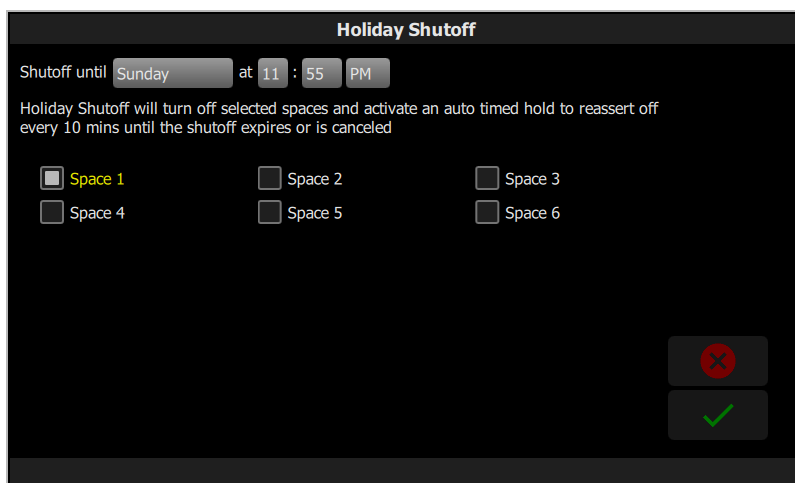 Holiday Shutoff
Shutoff until Sunday at 11 : 55 PM
Holiday Shutoff will turn off selected spaces and activate an auto timed hold to reassert off
every 10 mins until the shutoff expires or is canceled
Space 1 Space 2 Space 3
Space 4 Space 5 Space 6